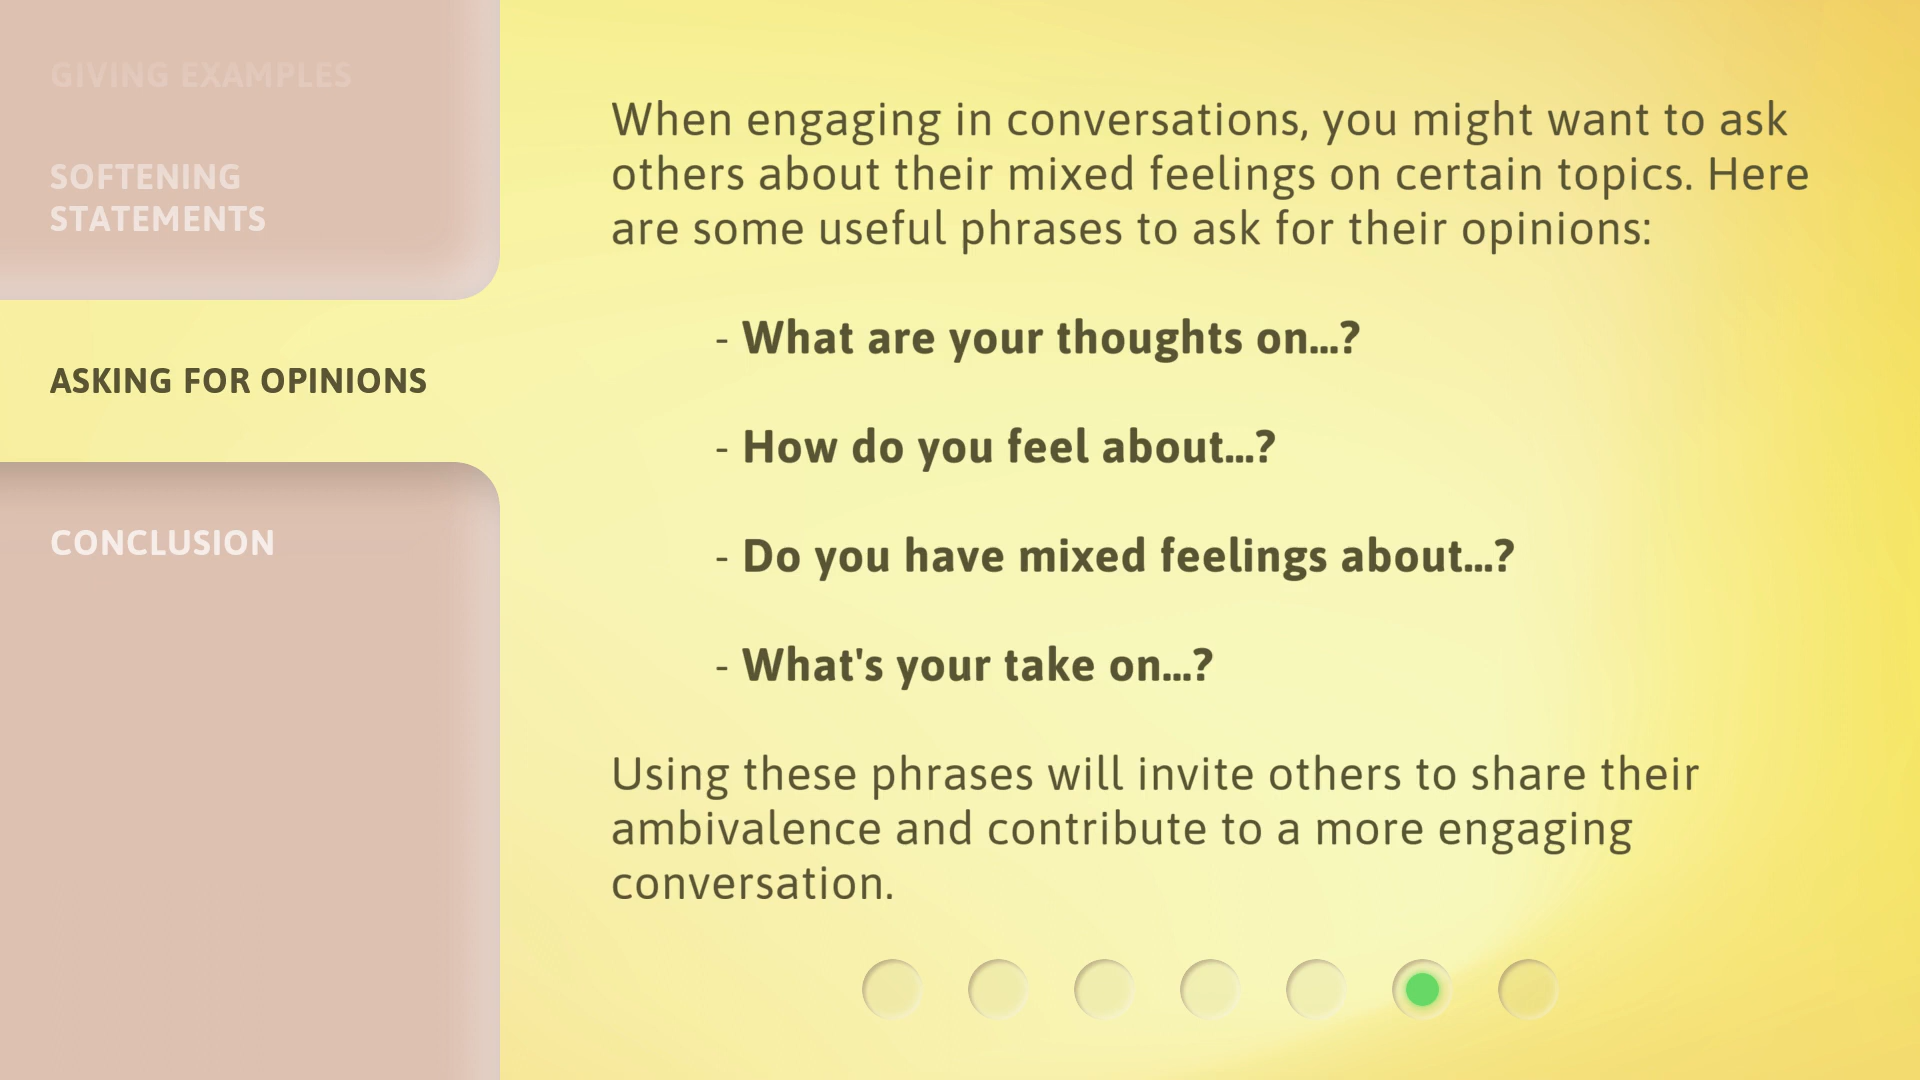 GIVING EXAMPLES
SOFTENING
STATEMENTS
ASKING FOR OPINIONS
CONCLUSION
When engaging in conversations, you might want to ask
others about their mixed feelings on certain topics. Here
are some useful phrases to ask for their opinions:
- What are your thoughts on...?
- How do you feel about...?
- Do you have mixed feelings about...?
- What's your take on...?
Using these phrases will invite others to share their
ambivalence and contribute to a more engaging
conversation.